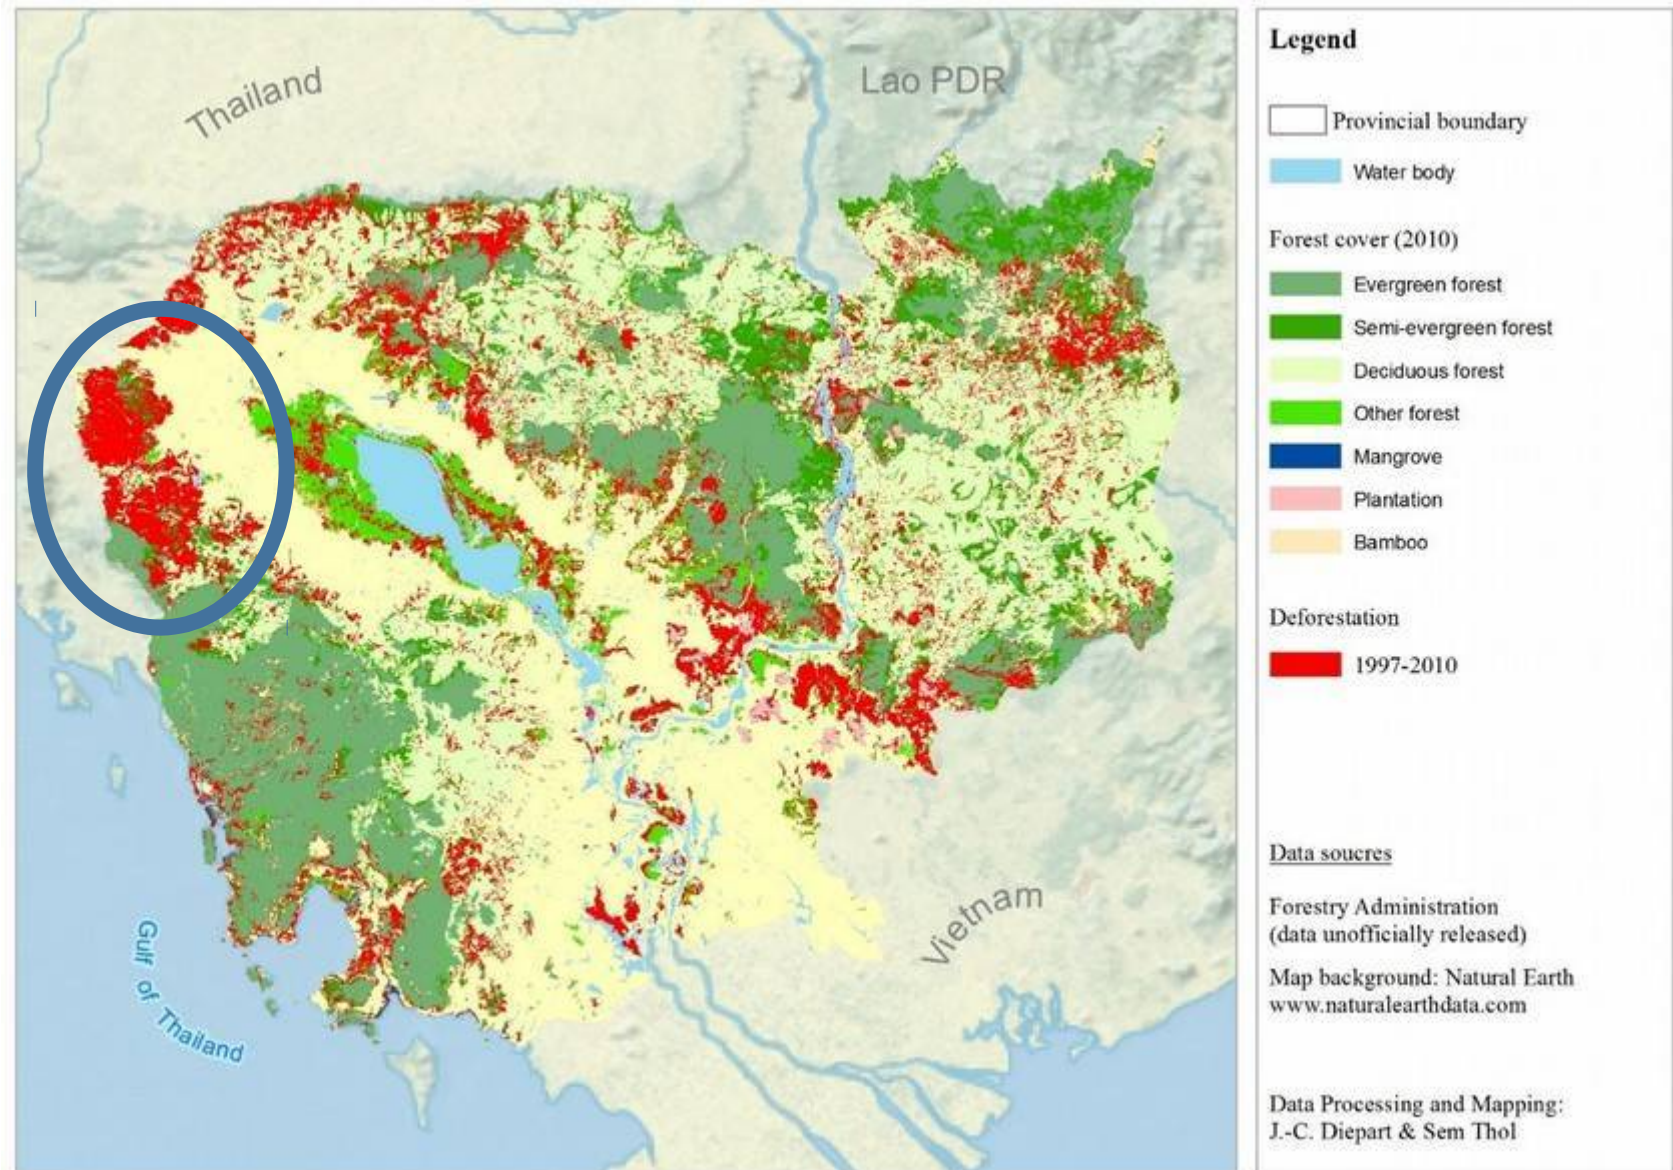 Thailand
Lao PDR
Vietnam
Gulf of Thailand
Legend
Provincial boundary
Water body
Forest cover (2010)
Evergreen forest
Semi-evergreen forest
Deciduous forest
Other forest
Mangrove
Plantation
Bamboo
Deforestation
1997-2010
Data soucres
Forestry Administration
(data unofficially released)
Map background: Natural Earth
www.naturalearthdata.com
Data Processing and Mapping:
J.-C. Diepart & Sem Thol